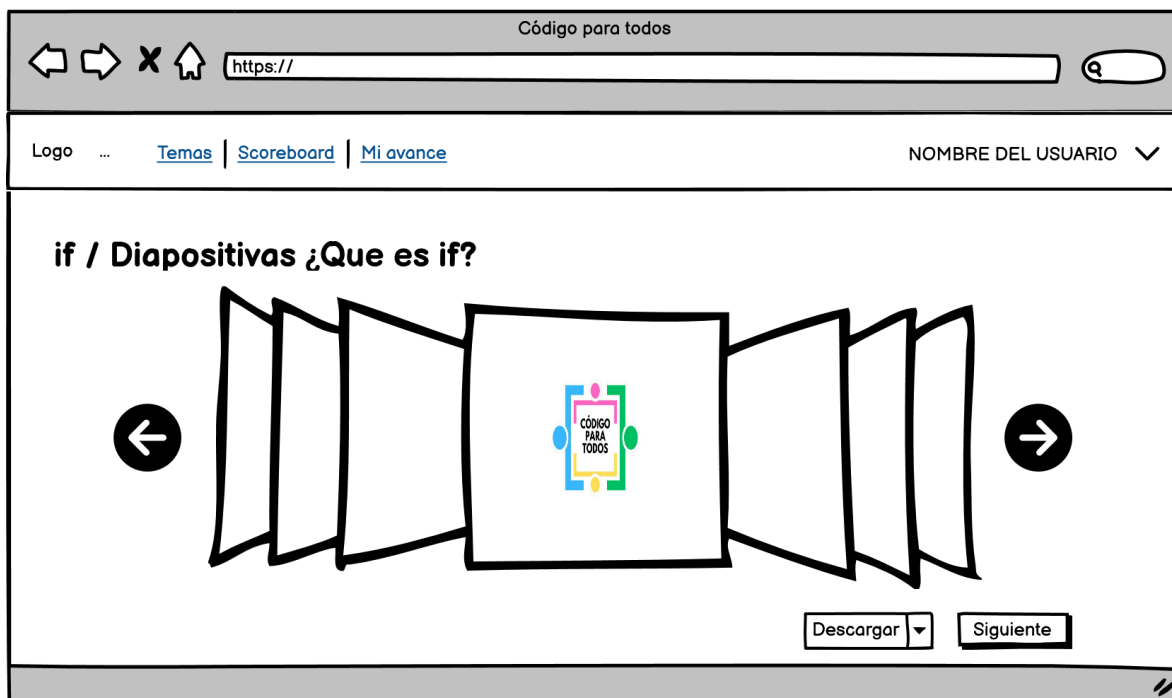 Código para todos
https://
Logo ... Temas Scoreboard Mi avance NOMBRE DEL USUARIO
if / Diapositivas ¿Que es if?
CÓDIGO
PARA
TODOS
Descargar Siguiente